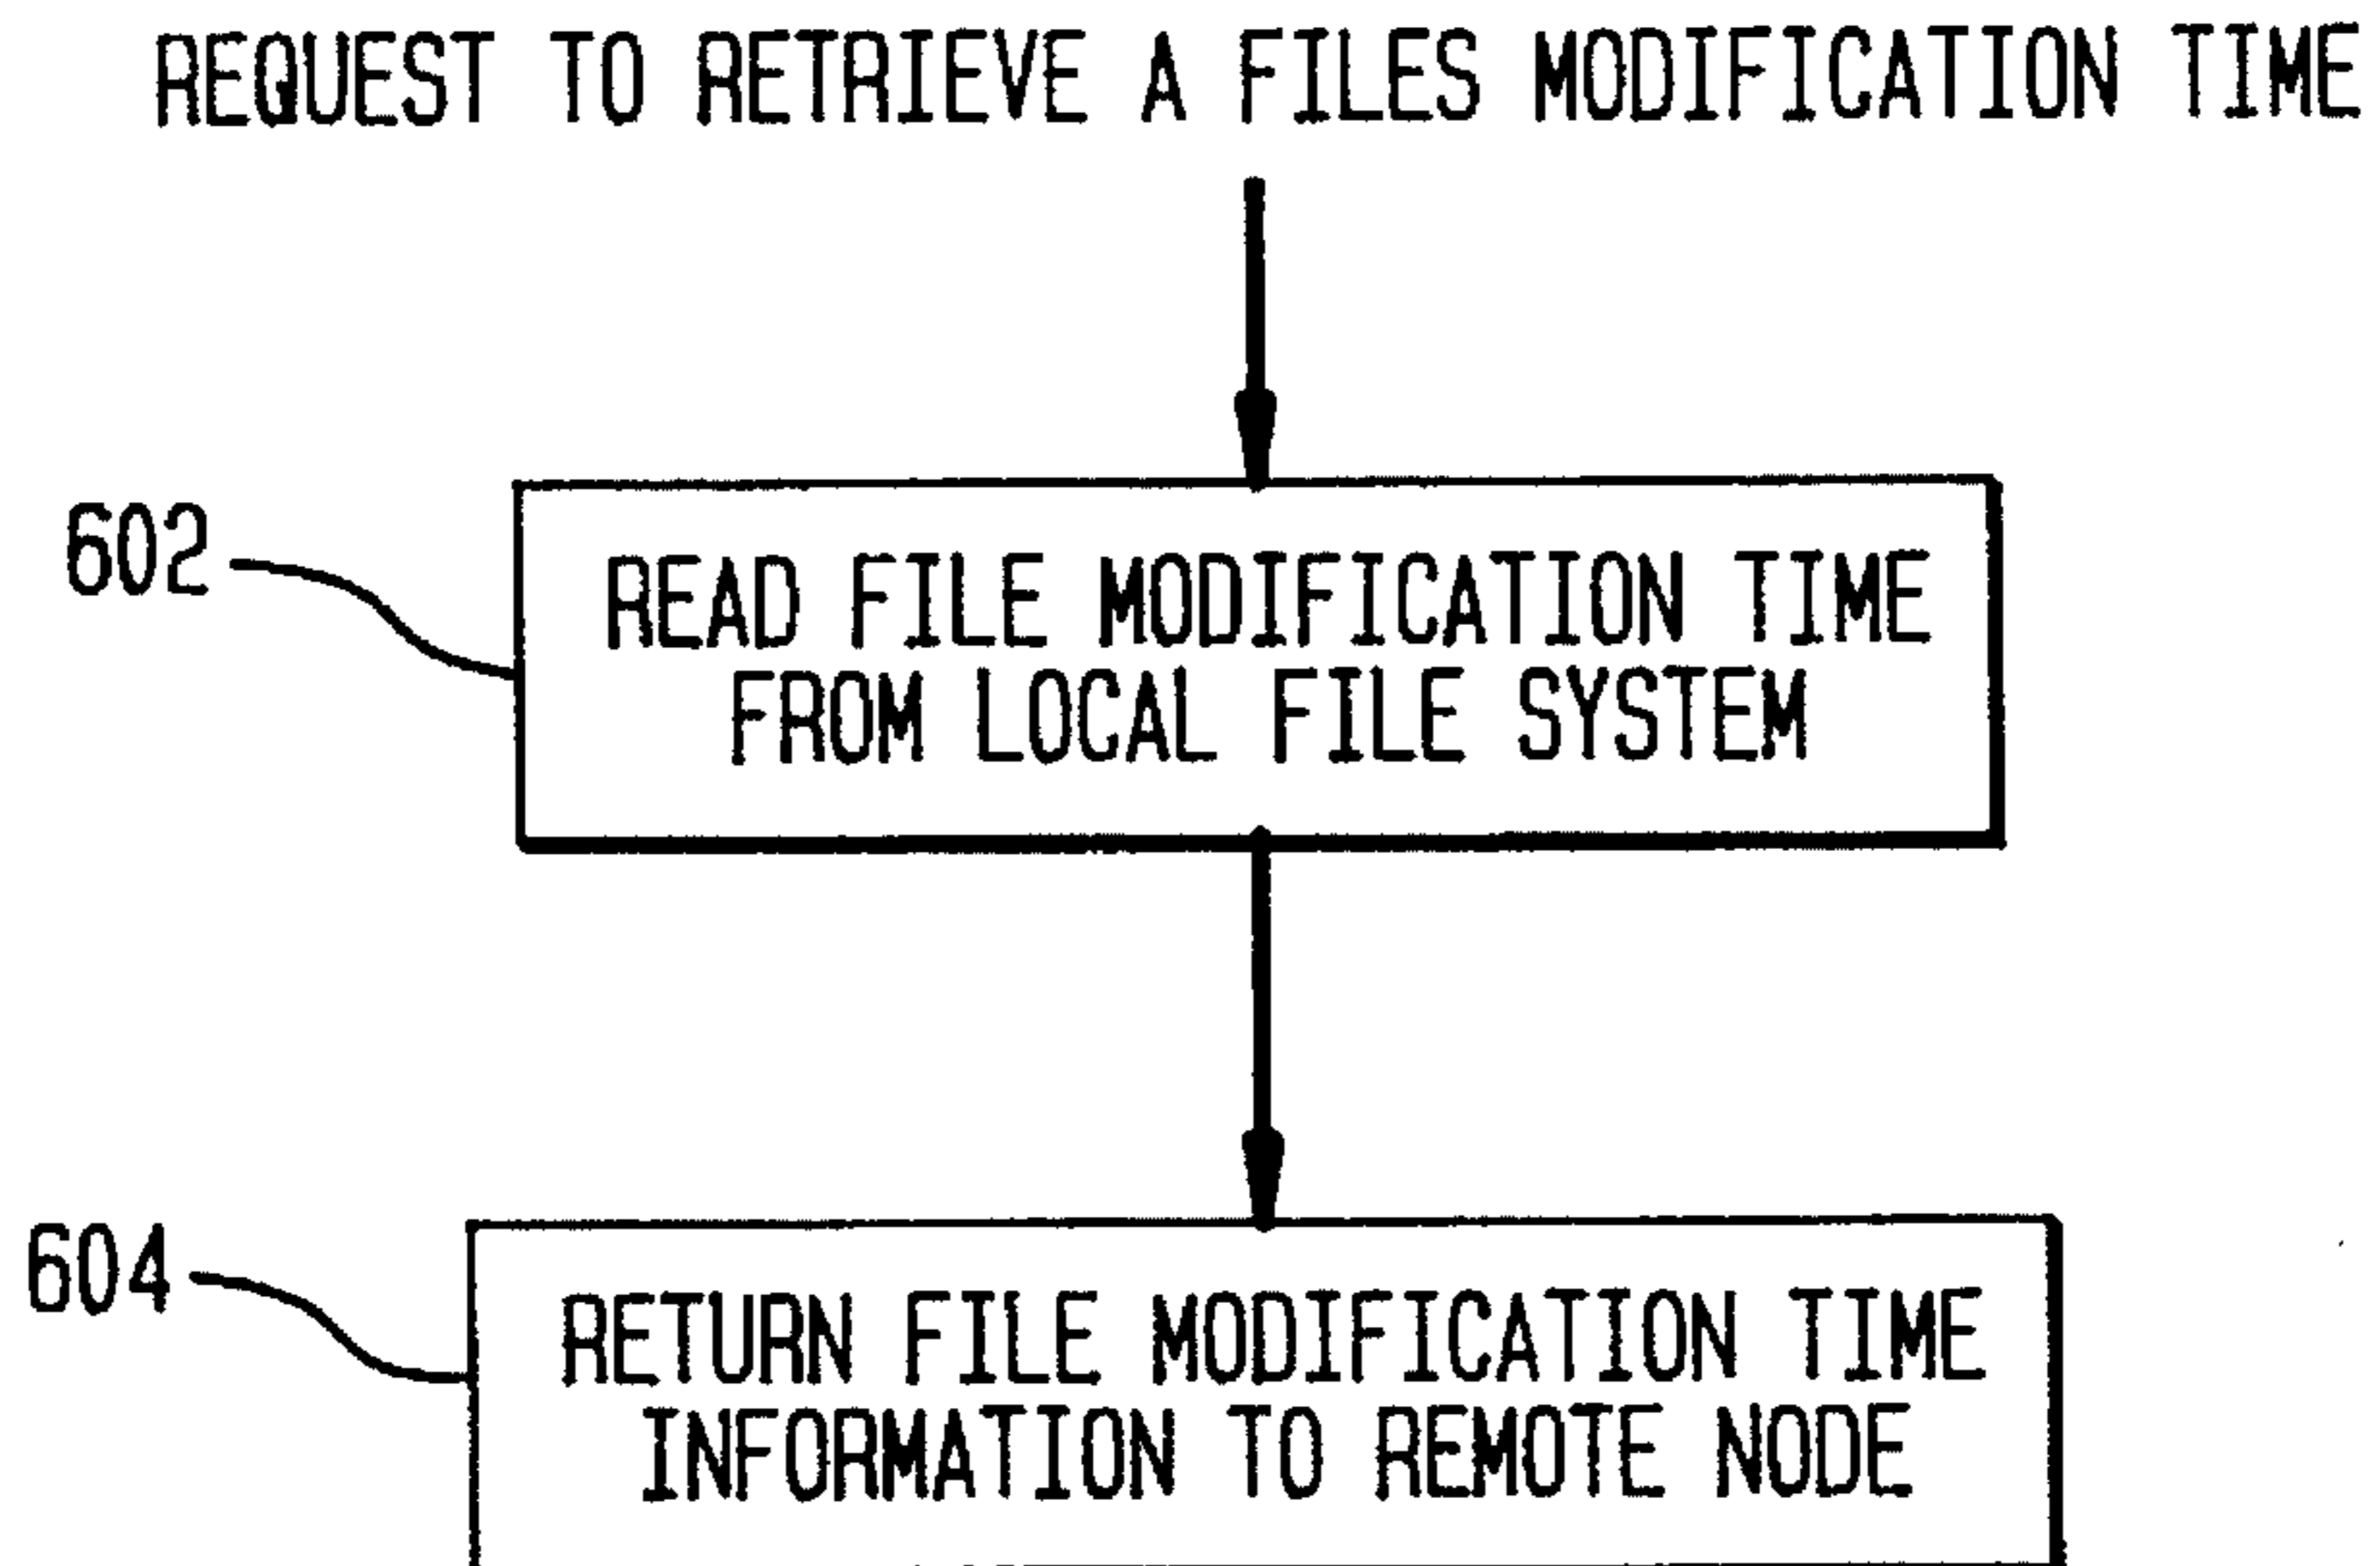 REQUEST TO RETRIEVE A FILES MODIFICATION TIME
602
READ FILE MODIFICATION TIME
FROM LOCAL FILE SYSTEM
604
RETURN FILE MODIFICATION TIME
INFORMATION TO REMOTE NODE